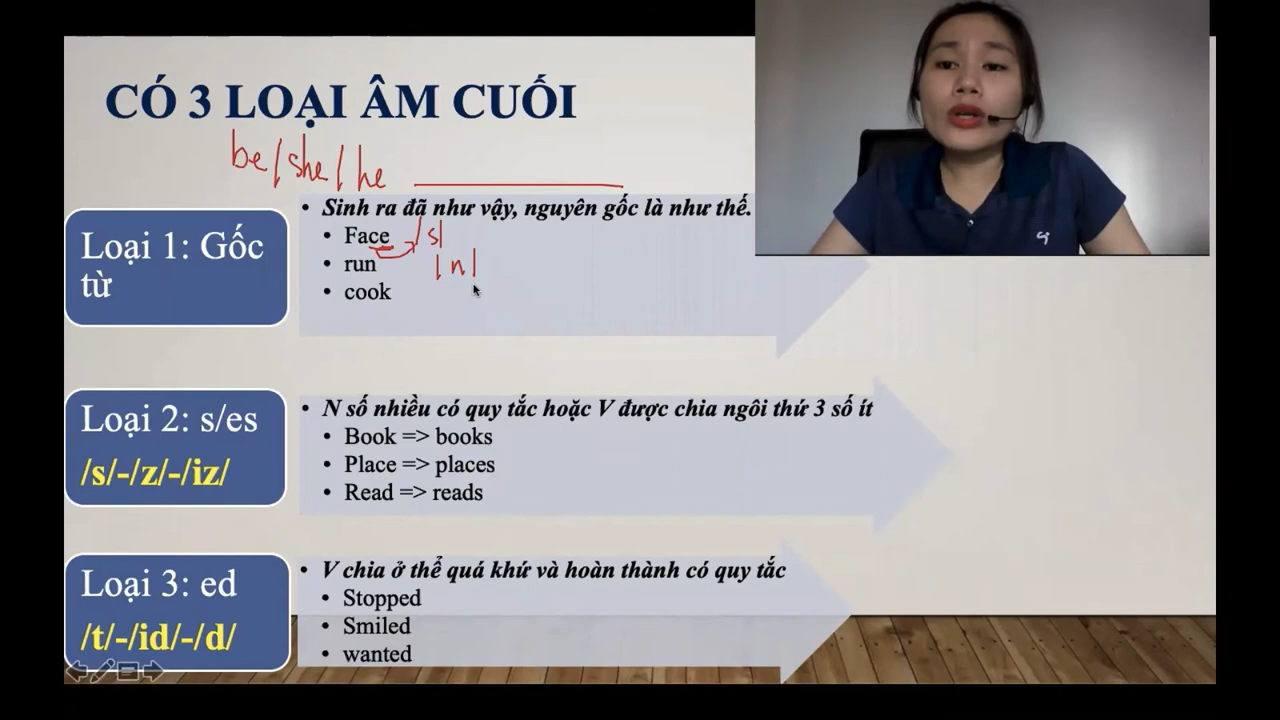 CÓ 3 LOẠI ÂM CUỐI
be/she/he
Loại 1: Gốc
từ
• Sinh ra đã như vậy, nguyên gốc là như thế.
• Face /s/
• run /n/
• cook
Loại 2: s/es
/s/-/z/-/iz/
• N số nhiều có quy tắc hoặc V được chia ngôi thứ 3 số ít
• Book => books
• Place => places
• Read => reads
Loại 3: ed
/t/-/id/-/d/
• V chia ở thể quá khứ và hoàn thành có quy tắc
• Stopped
• Smiled
• wanted